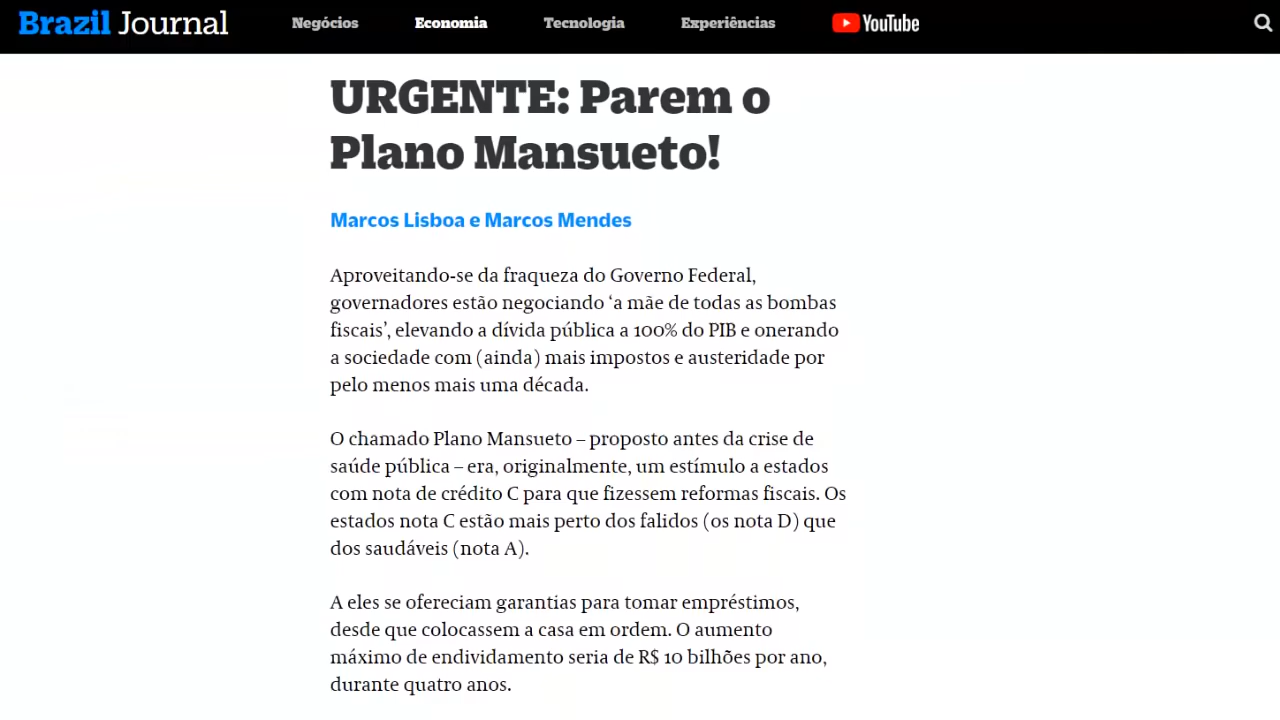 Brazil Journal Negócios Economia Tecnologia Experiências YouTube
URGENTE: Parem o
Plano Mansueto!
Marcos Lisboa e Marcos Mendes
Aproveitando-se da fraqueza do Governo Federal,
governadores estão negociando ‘a mãe de todas as bombas
fiscais’, elevando a dívida pública a 100% do PIB e onerando
a sociedade com (ainda) mais impostos e austeridade por
pelo menos mais uma década.
O chamado Plano Mansueto – proposto antes da crise de
saúde pública – era, originalmente, um estímulo a estados
com nota de crédito C para que fizessem reformas fiscais. Os
estados nota C estão mais perto dos falidos (os nota D) que
dos saudáveis (nota A).
A eles se ofereciam garantias para tomar empréstimos,
desde que colocassem a casa em ordem. O aumento
máximo de endividamento seria de R$ 10 bilhões por ano,
durante quatro anos.